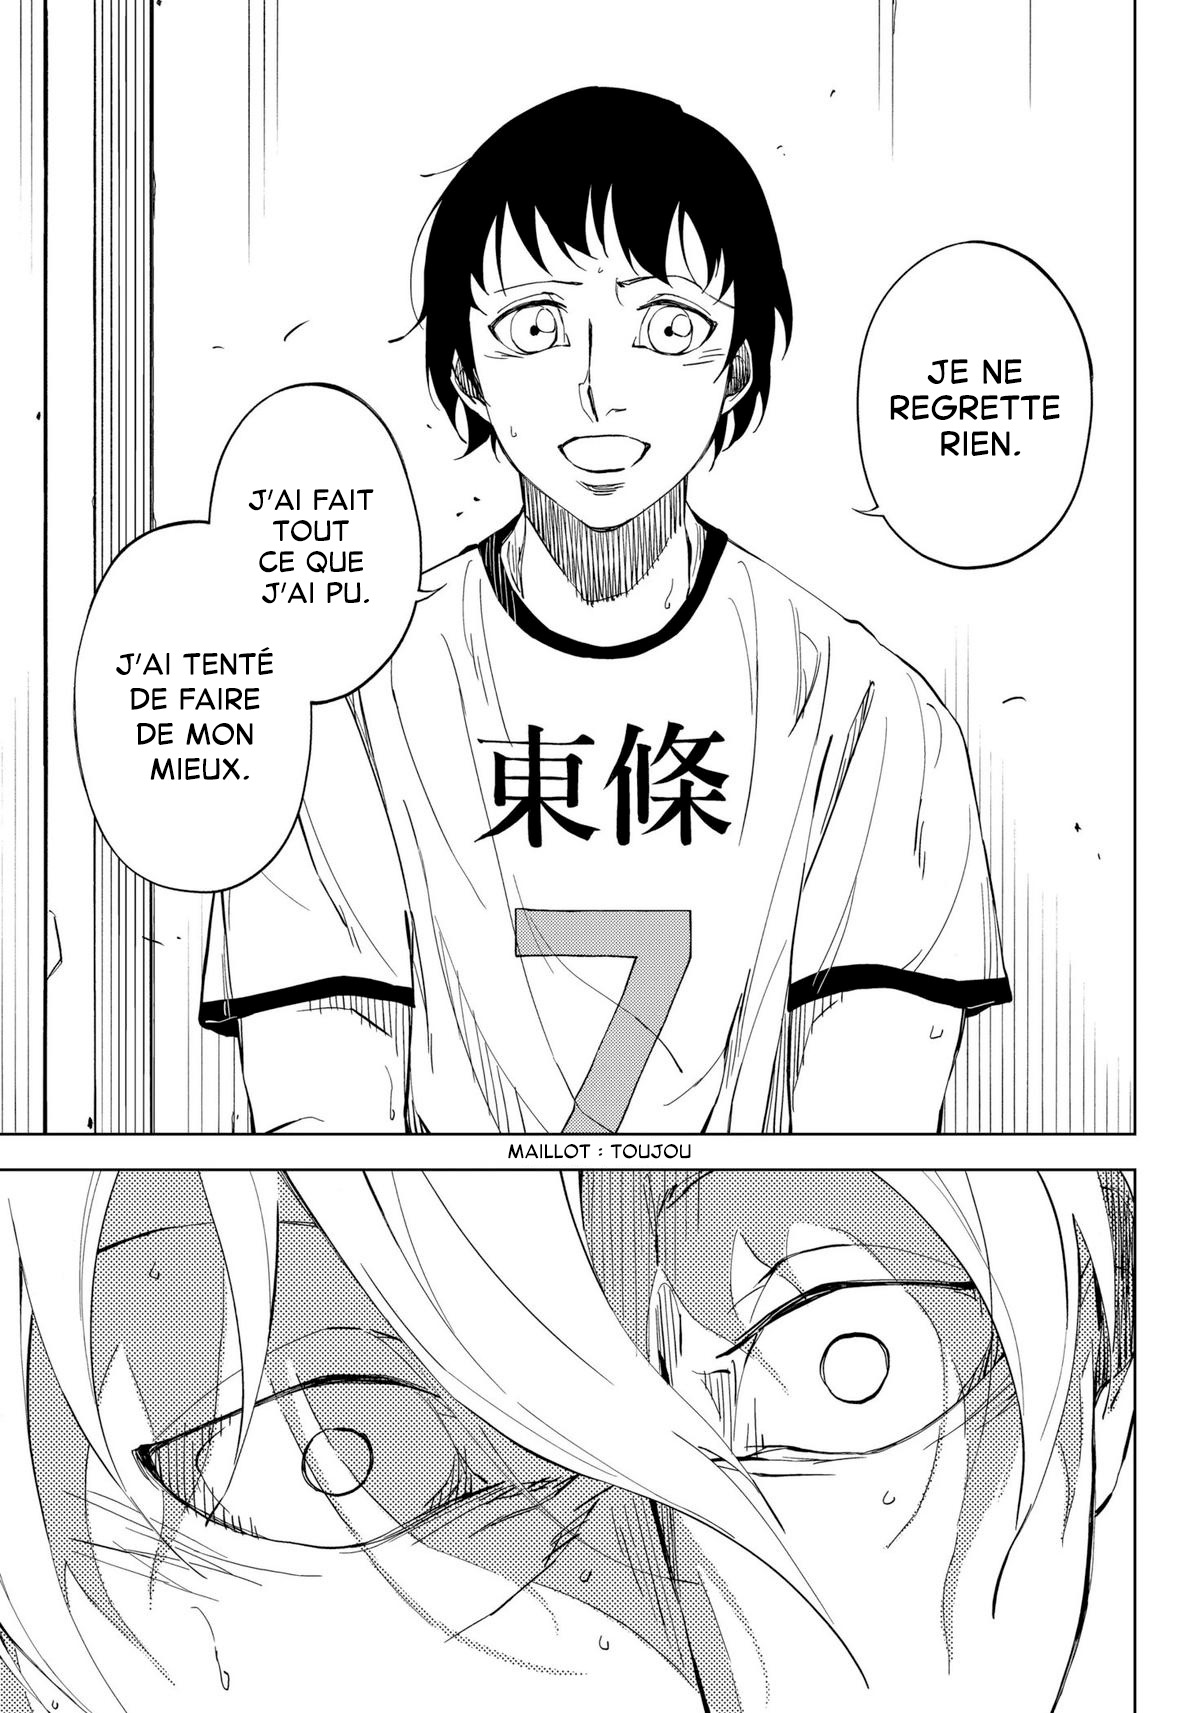 JE NE
REGRETTE
RIEN.
J'AI FAIT
TOUT
CE QUE
J'AI PU.
J'AI TENTÉ
DE FAIRE
DE MON
MIEUX.
東條
7
MAILLOT : TOUJOU